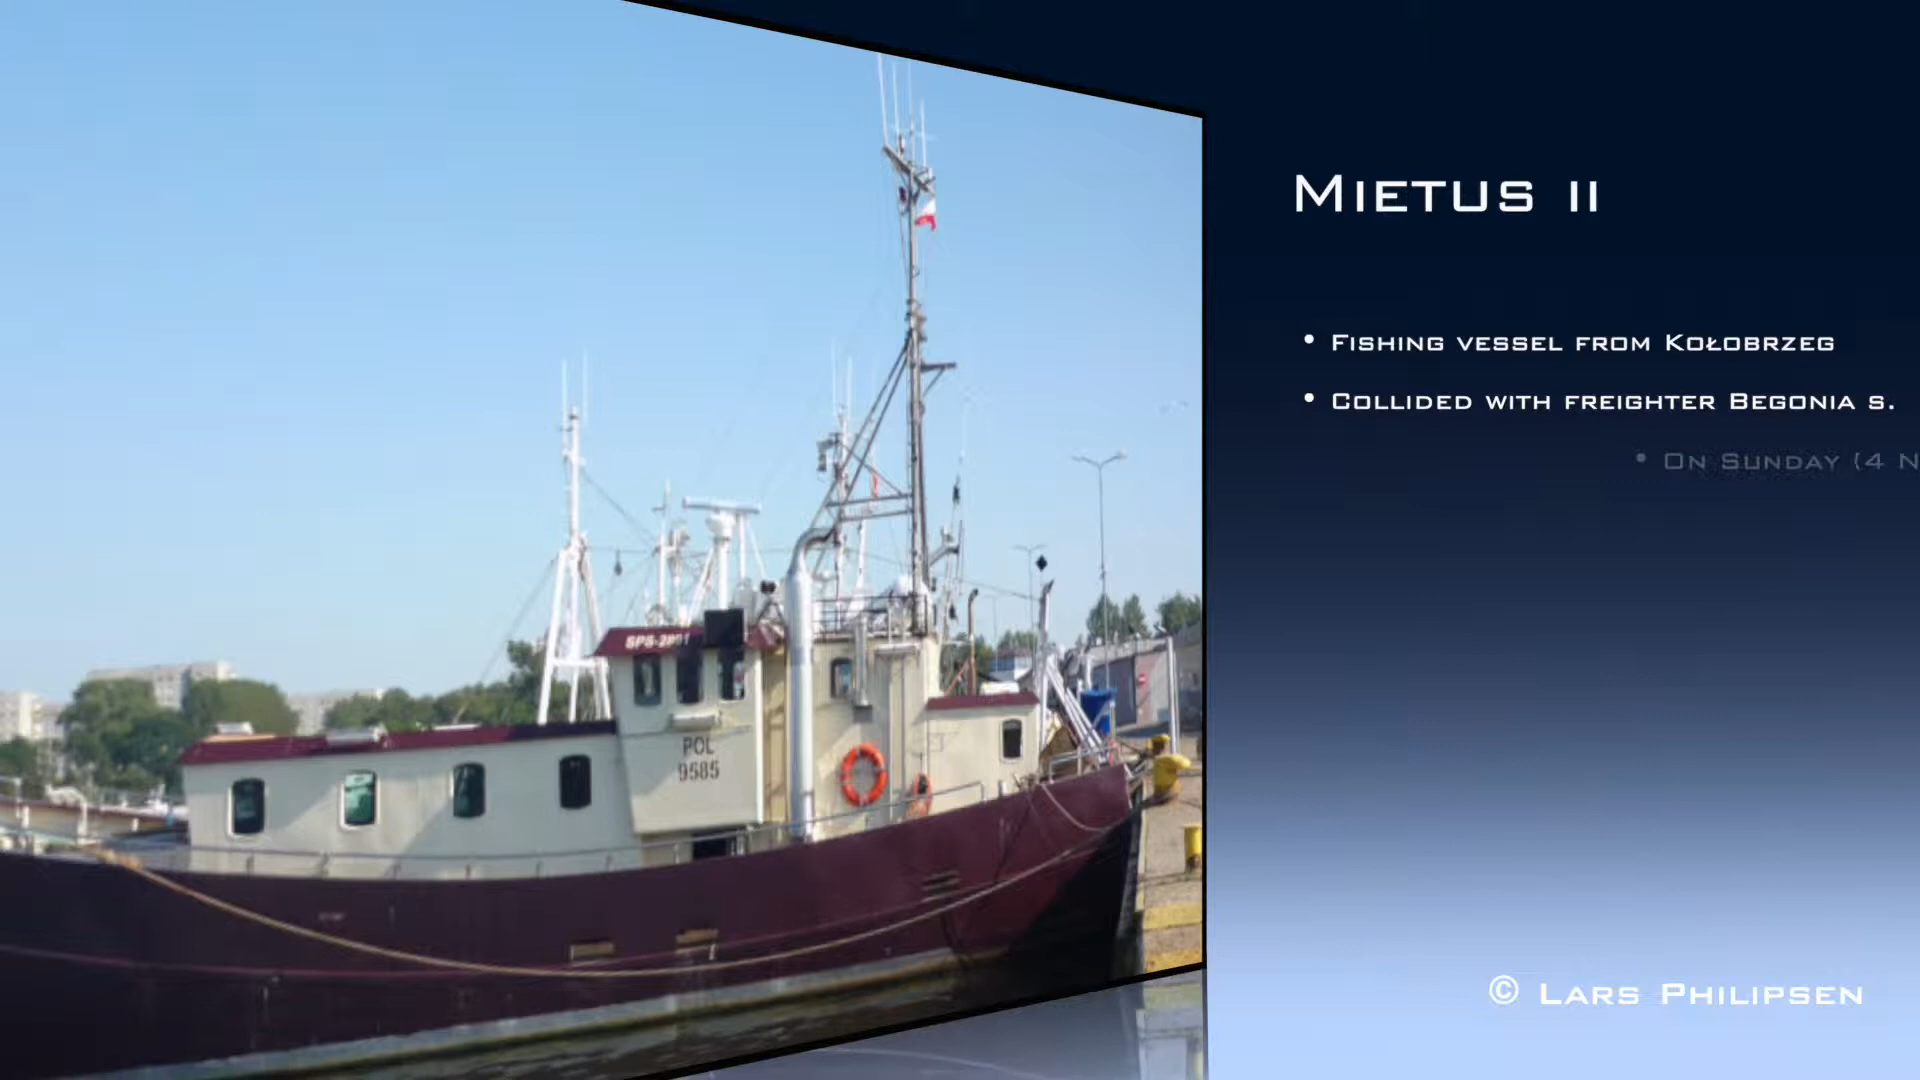 MIETUS II
• FISHING VESSEL FROM KOŁOBRZEG
• COLLIDED WITH FREIGHTER BEGONIA S.
• ON SUNDAY (4 N
POL
9585
© LARS PHILIPSEN